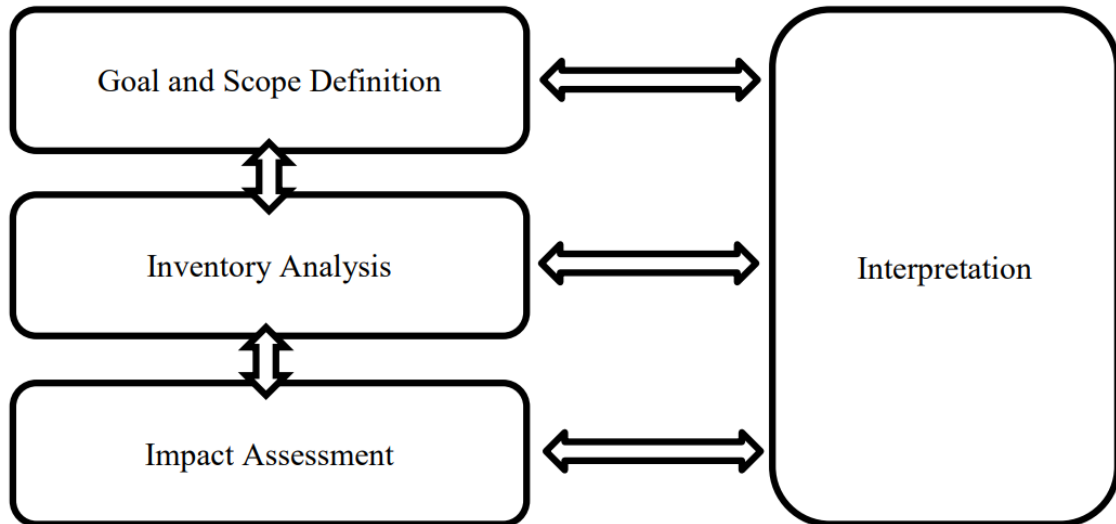 Goal and Scope Definition
Inventory Analysis
Interpretation
Impact Assessment